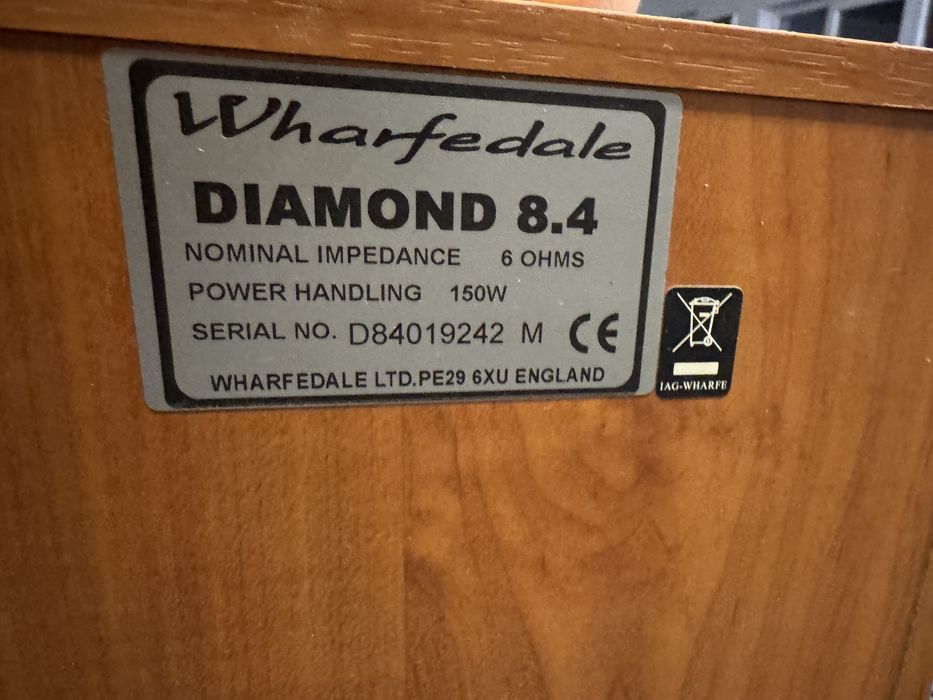 Wharfedale
DIAMOND 8.4
NOMINAL IMPEDANCE 6 OHMS
POWER HANDLING 150W
SERIAL NO. D84019242 M CE
WHARFEDALE LTD.PE29 6XU ENGLAND
IAG-WHARFE